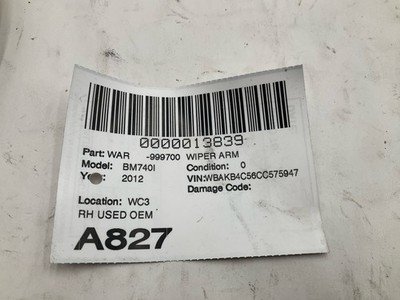 0000013839
Part: WAR -999700 WIPER ARM
Model: BM740I Condition: 0
2012 VIN:WBAKB4C56CC575947
Damage Code:
Location: WC3
RH USED OEM
A827